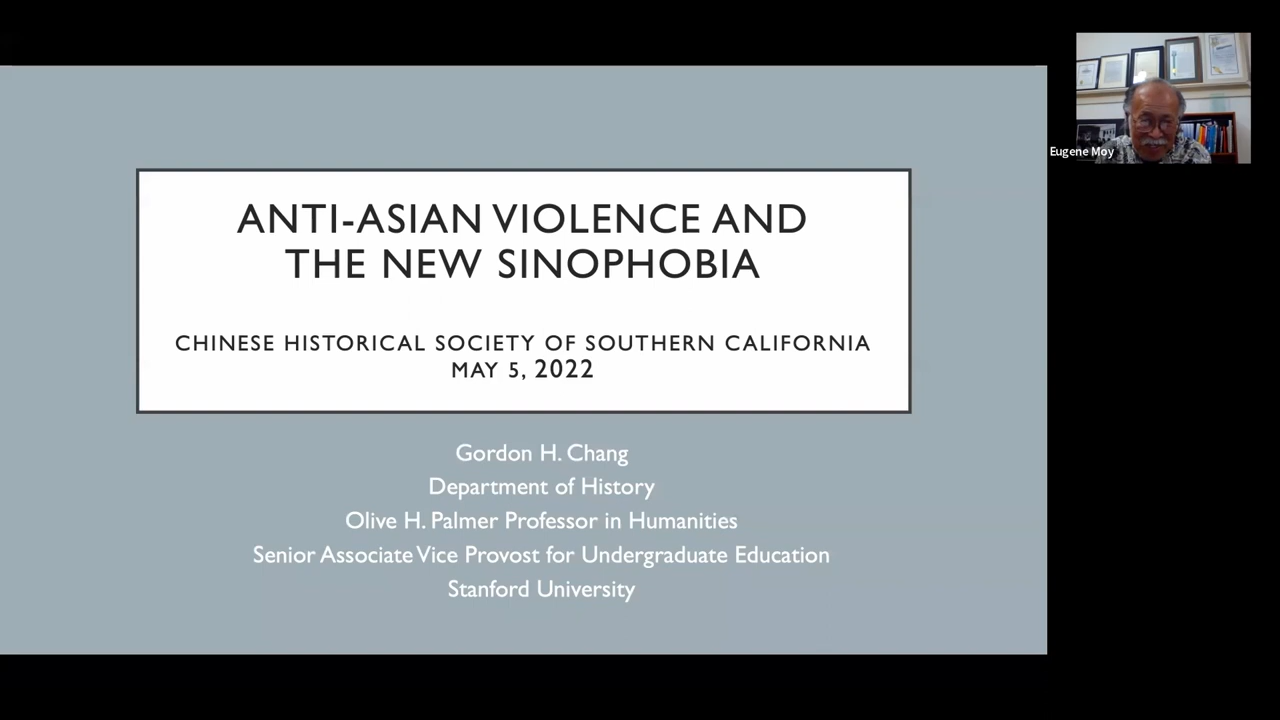 ANTI-ASIAN VIOLENCE AND
THE NEW SINOPHOBIA
CHINESE HISTORICAL SOCIETY OF SOUTHERN CALIFORNIA
MAY 5, 2022
Gordon H. Chang
Department of History
Olive H. Palmer Professor in Humanities
Senior Associate Vice Provost for Undergraduate Education
Stanford University
Eugene Moy